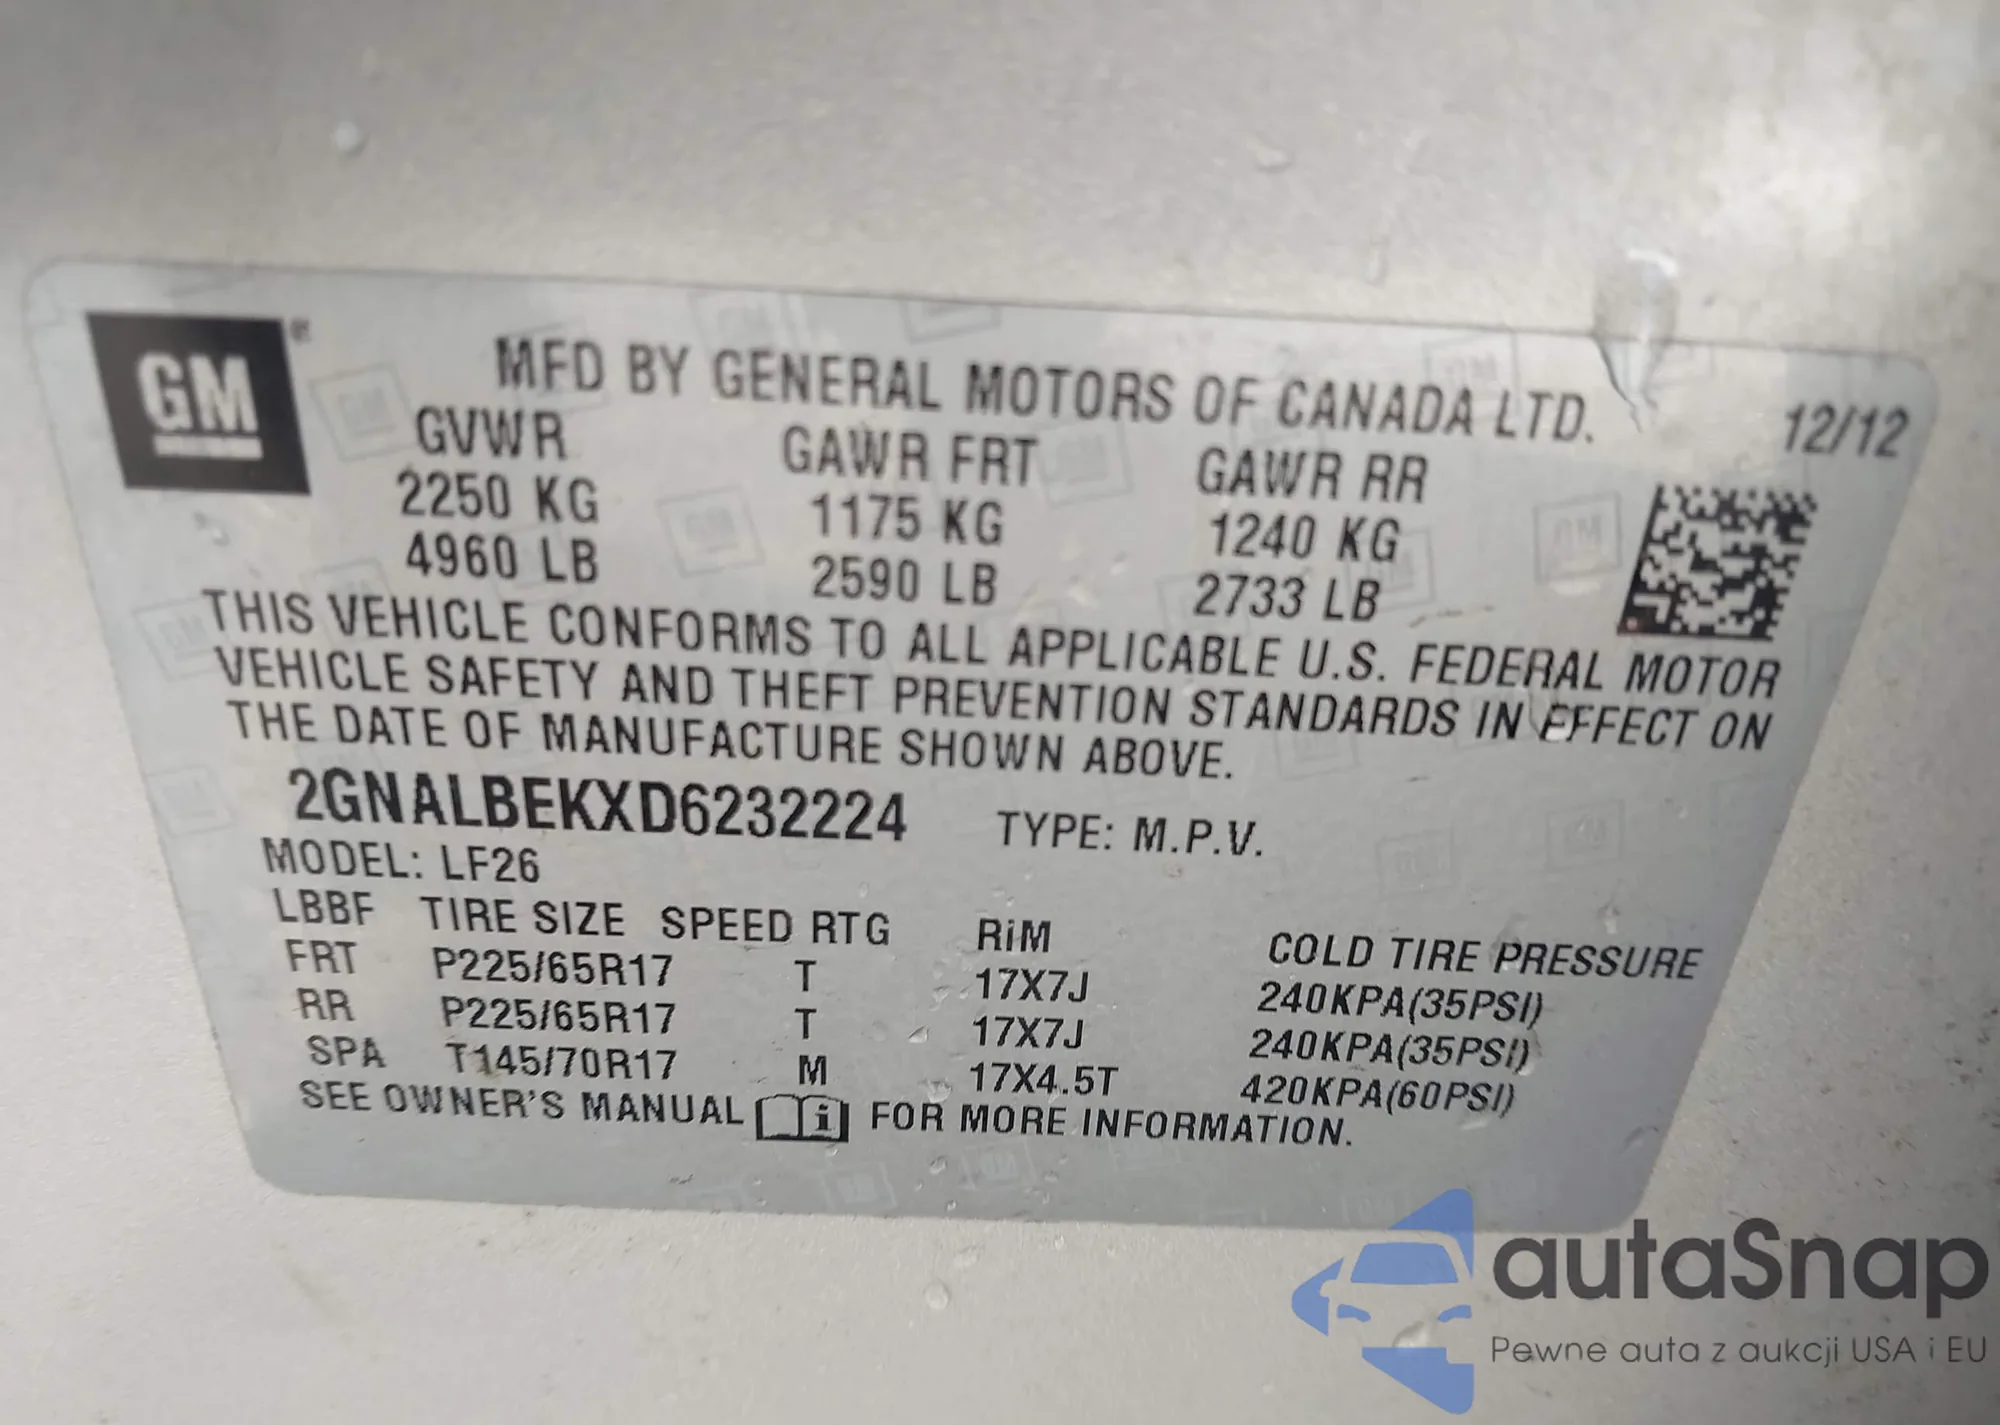 GM
MFD BY GENERAL MOTORS OF CANADA LTD.
12/12
GVWR GAWR FRT GAWR RR
2250 KG 1175 KG 1240 KG
4960 LB 2590 LB 2733 LB
THIS VEHICLE CONFORMS TO ALL APPLICABLE U.S. FEDERAL MOTOR
VEHICLE SAFETY AND THEFT PREVENTION STANDARDS IN EFFECT ON
THE DATE OF MANUFACTURE SHOWN ABOVE.
2GNALBEKXD6232224 TYPE: M.P.V.
MODEL: LF26
LBBF TIRE SIZE SPEED RTG RiM COLD TIRE PRESSURE
FRT P225/65R17 T 17X7J 240KPA(35PSI)
RR P225/65R17 T 17X7J 240KPA(35PSI)
SPA T145/70R17 M 17X4.5T 420KPA(60PSI)
SEE OWNER'S MANUAL i FOR MORE INFORMATION.
autaSnap
Pewne auta z aukcji USA i EU